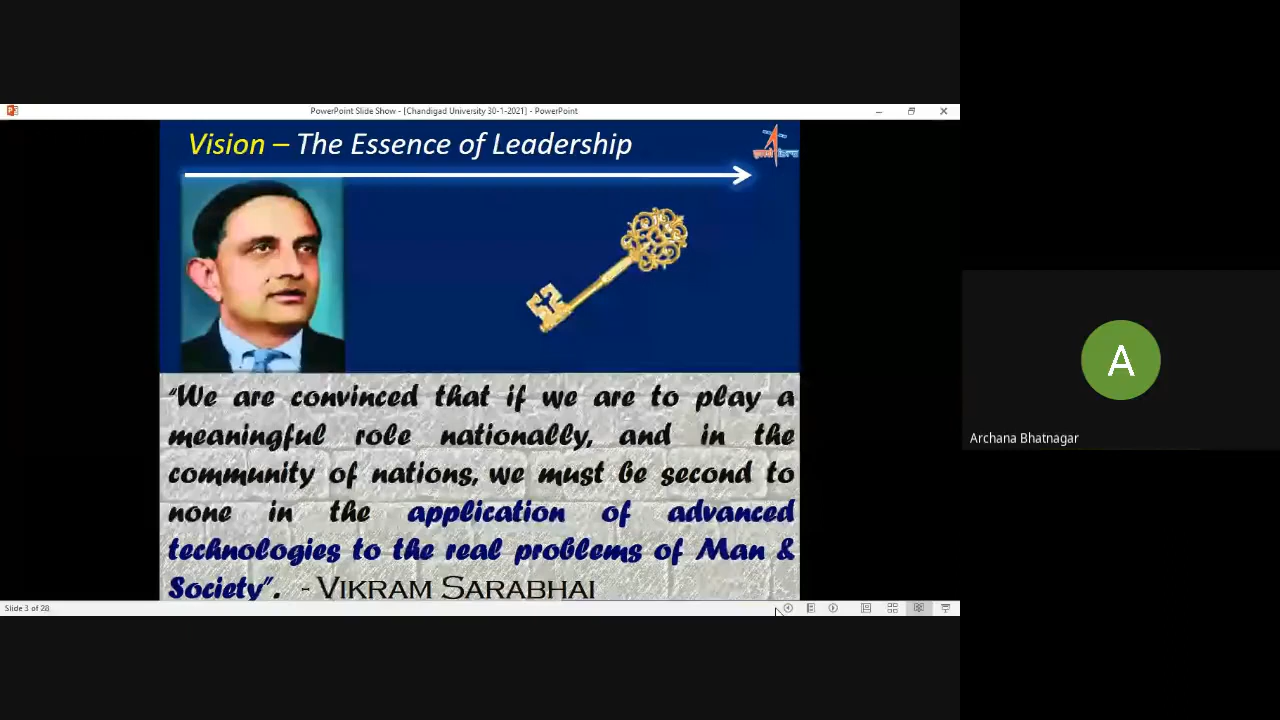 PowerPoint Slide Show - [Chandigad University 30-1-2021] - PowerPoint
Vision – The Essence of Leadership
इसरो isro
“We are convinced that if we are to play a
meaningful role nationally, and in the
community of nations, we must be second to
none in the application of advanced
technologies to the real problems of Man &
Society”. - VIKRAM SARABHAI
Slide 3 of 28
A
Archana Bhatnagar